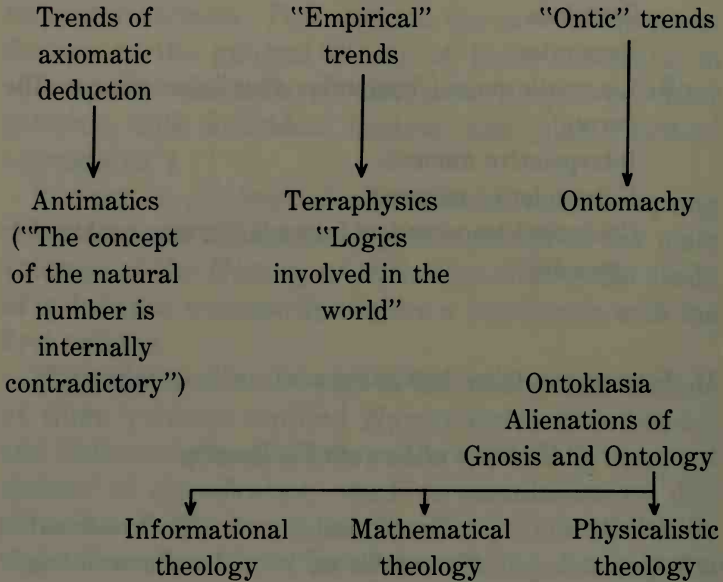 Trends of
axiomatic
deduction
"Empirical"
trends
"Ontic" trends
Antimatics
("The concept
of the natural
number is
internally
contradictory")
Terraphysics
"Logics
involved in the
world"
Ontomachy
Ontoklasia
Alienations of
Gnosis and Ontology
Informational
theology
Mathematical
theology
Physicalistic
theology